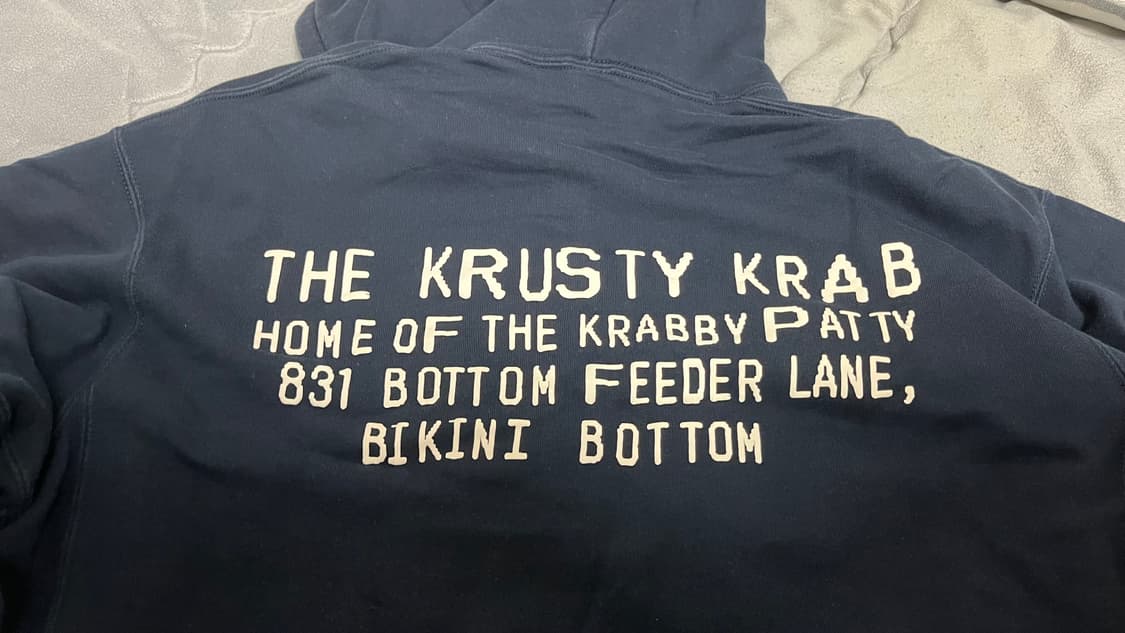 THE KRUSTY KRAB
HOME OF THE KRABBY PATTY
831 BOTTOM FEEDER LANE,
BIKINI BOTTOM